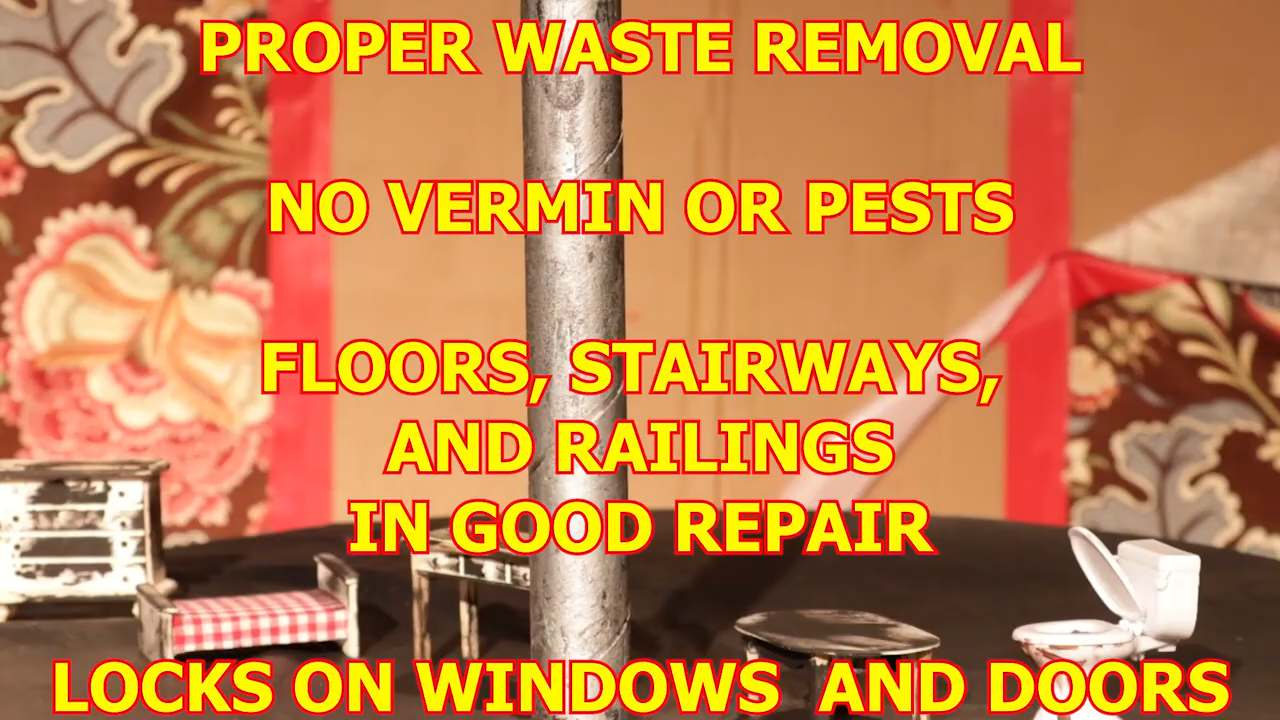 PROPER WASTE REMOVAL
NO VERMIN OR PESTS
FLOORS, STAIRWAYS,
AND RAILINGS
IN GOOD REPAIR
LOCKS ON WINDOWS AND DOORS